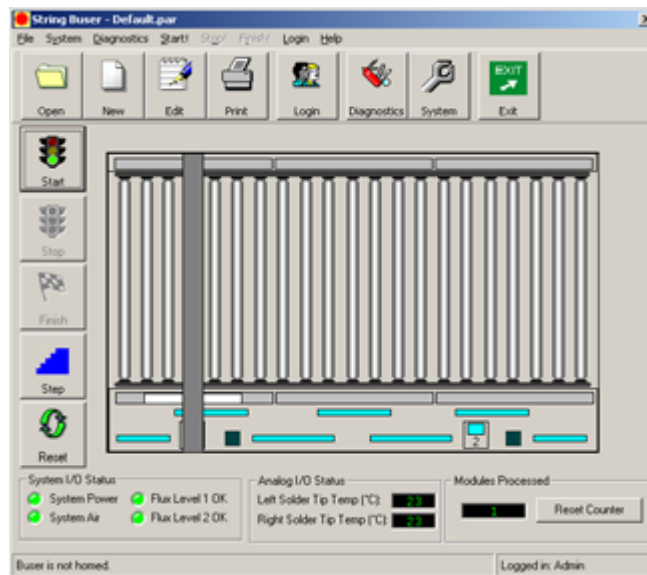 String Buser - Default.par
File System Diagnostics Start! Stop! Finish! Login Help
Open New Edit Print Login Diagnostics System EXIT Exit
Start
Stop
Finish
Step
Reset
2
System I/O Status
System Power Flux Level 1 OK
System Air Flux Level 2 OK
Analog I/O Status
Left Solder Tip Temp (°C): 23
Right Solder Tip Temp (°C): 23
Modules Processed
1 Reset Counter
Buser is not homed. Logged in: Admin